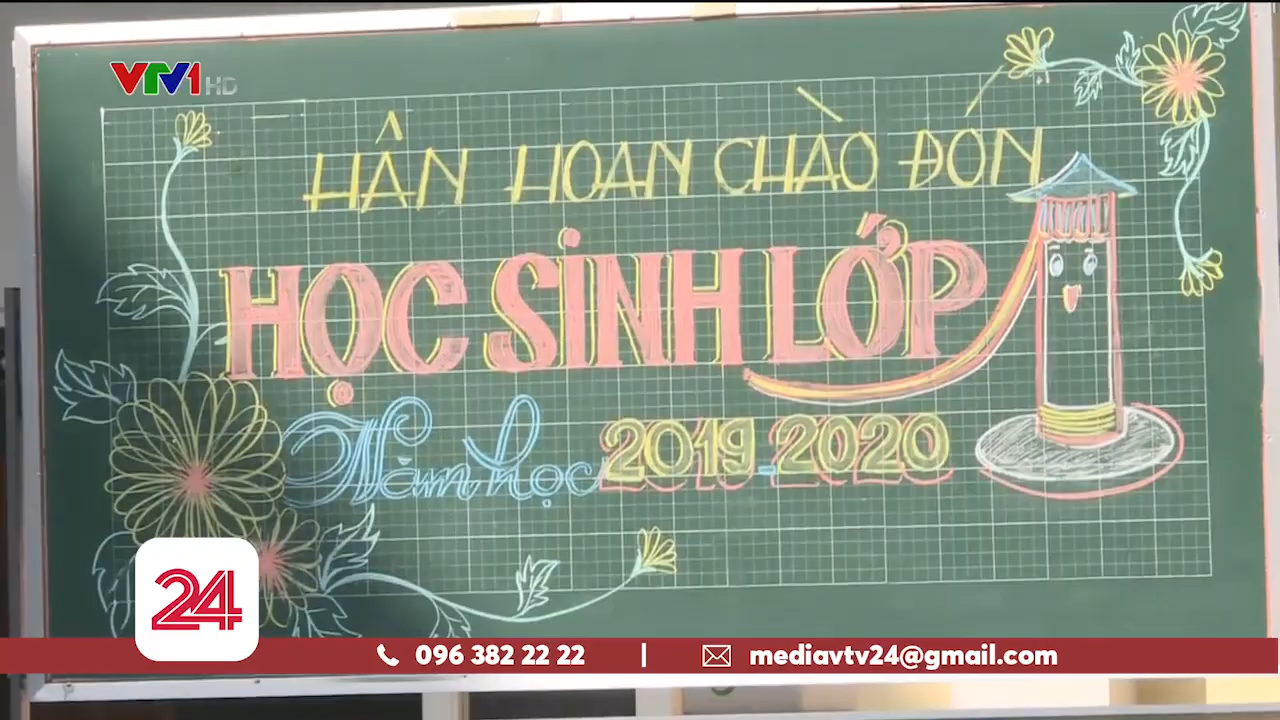 VTV1 HD
HÂN HOAN CHÀO ĐÓN
HỌC SINH LỚP 1
Năm học 2019-2020
24
096 382 22 22 | mediavtv24@gmail.com